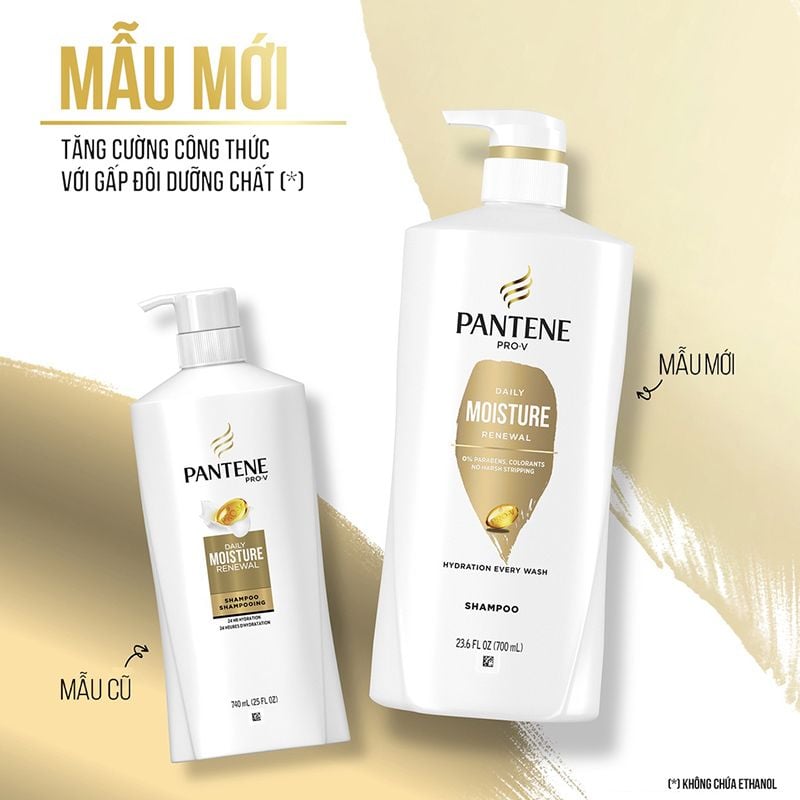 MẪU MỚI
TĂNG CƯỜNG CÔNG THỨC
VỚI GẤP ĐÔI DƯỠNG CHẤT (*)
PANTENE
PRO-V
DAILY
MOISTURE
RENEWAL
0% PARABENS, COLORANTS
NO HARSH STRIPPING
HYDRATION EVERY WASH
SHAMPOO
23.6 FL OZ (700 mL)
MẪU MỚI
PANTENE
PRO-V
DAILY
MOISTURE
RENEWAL
SHAMPOO
SHAMPOOING
24 HR HYDRATION
24 HEURES D'HYDRATATION
740 mL (25 FL OZ)
MẪU CŨ
(*) KHÔNG CHỨA ETHANOL